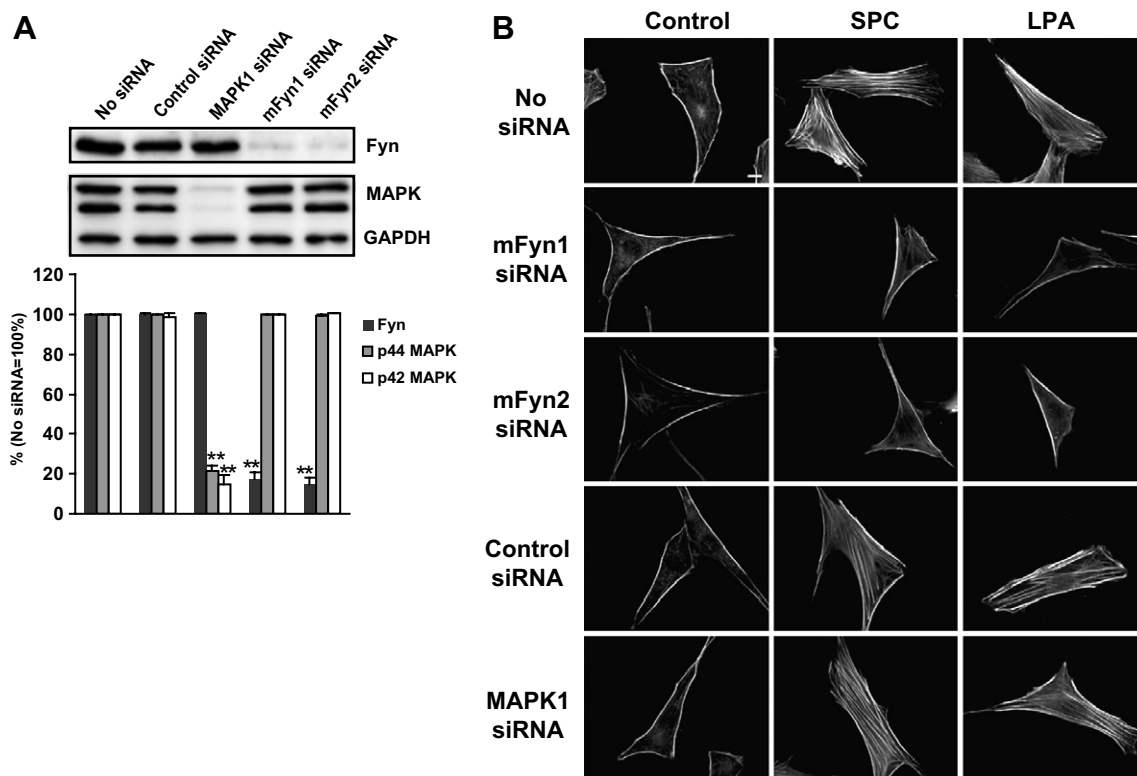 A
No siRNA
Control siRNA
MAPK1 siRNA
mFyn1 siRNA
mFyn2 siRNA
Fyn
MAPK
GAPDH
% (No siRNA=100%)
120
100
80
60
40
20
0
**
**
**
**
Fyn
p44 MAPK
p42 MAPK
B
Control
SPC
LPA
No
siRNA
mFyn1
siRNA
mFyn2
siRNA
Control
siRNA
MAPK1
siRNA